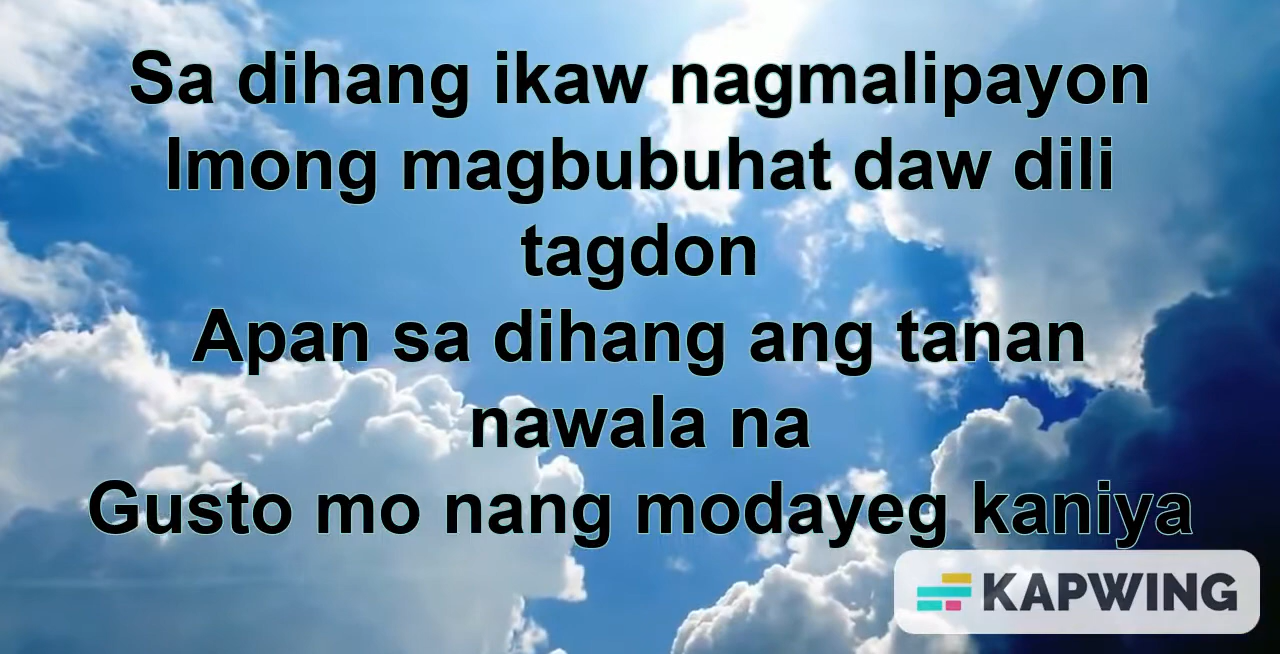 Sa dihang ikaw nagmalipayon
Imong magbubuhat daw dili
tagdon
Apan sa dihang ang tanan
nawala na
Gusto mo nang modayeg kaniya
KAPWING